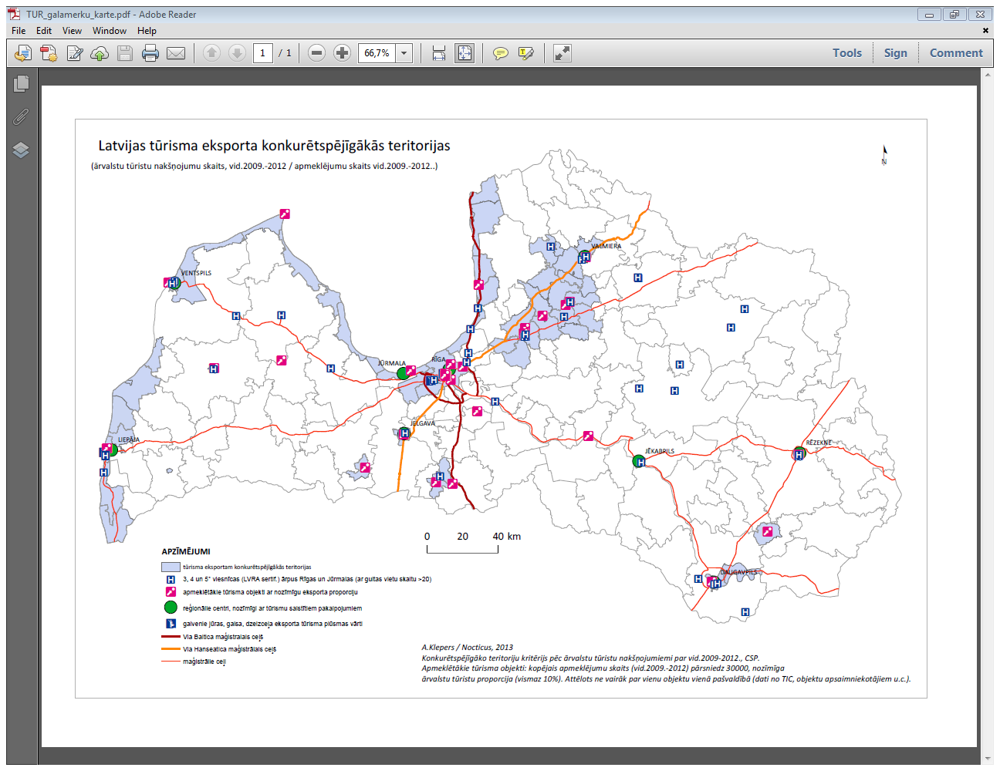 TUR_galamerku_karte.pdf - Adobe Reader
File Edit View Window Help
1 / 1 66,7% Tools Sign Comment
Latvijas tūrisma eksporta konkurētspējīgākās teritorijas
(ārvalstu tūristu nakšņojumu skaits, vid.2009.-2012 / apmeklējumu skaits vid.2009.-2012..)
N
VALMIERA
VENTSPILS
RĪGA
JŪRMALA
JELGAVA
LIEPĀJA
RĒZEKNE
JĒKABPILS
DAUGAVPILS
0 20 40 km
APZĪMĒJUMI
tūrisma eksportam konkurētspējīgākās teritorijas
3, 4 un 5* viesnīcas (LVRA sertif.) ārpus Rīgas un Jūrmalas (ar gultas vietu skaitu >20)
apmeklētākie tūrisma objekti ar nozīmīgu eksporta proporciju
reģionālie centri, nozīmīgi ar tūrismu saistītiem pakalpojumiem
galvenie jūras, gaisa, dzelzceļa eksporta tūrisma plūsmas vārti
Via Baltica maģistrālais ceļš
Via Hanseatica maģistrālais ceļš
maģistrālie ceļi
A.Klepers / Nocticus, 2013
Konkurētspējīgāko teritoriju kritērijs pēc ārvalstu tūristu nakšņojumiemi par vid.2009-2012., CSP.
Apmeklētākie tūrisma objekti: kopējais apmeklējumu skaits (vid.2009.-2012) pārsniedz 30000, nozīmīga
ārvalstu tūristu proporcija (vismaz 10%). Attēlots ne vairāk par vienu objektu vienā pašvaldībā (dati no TIC, objektu apsaimniekotājiem u.c.).